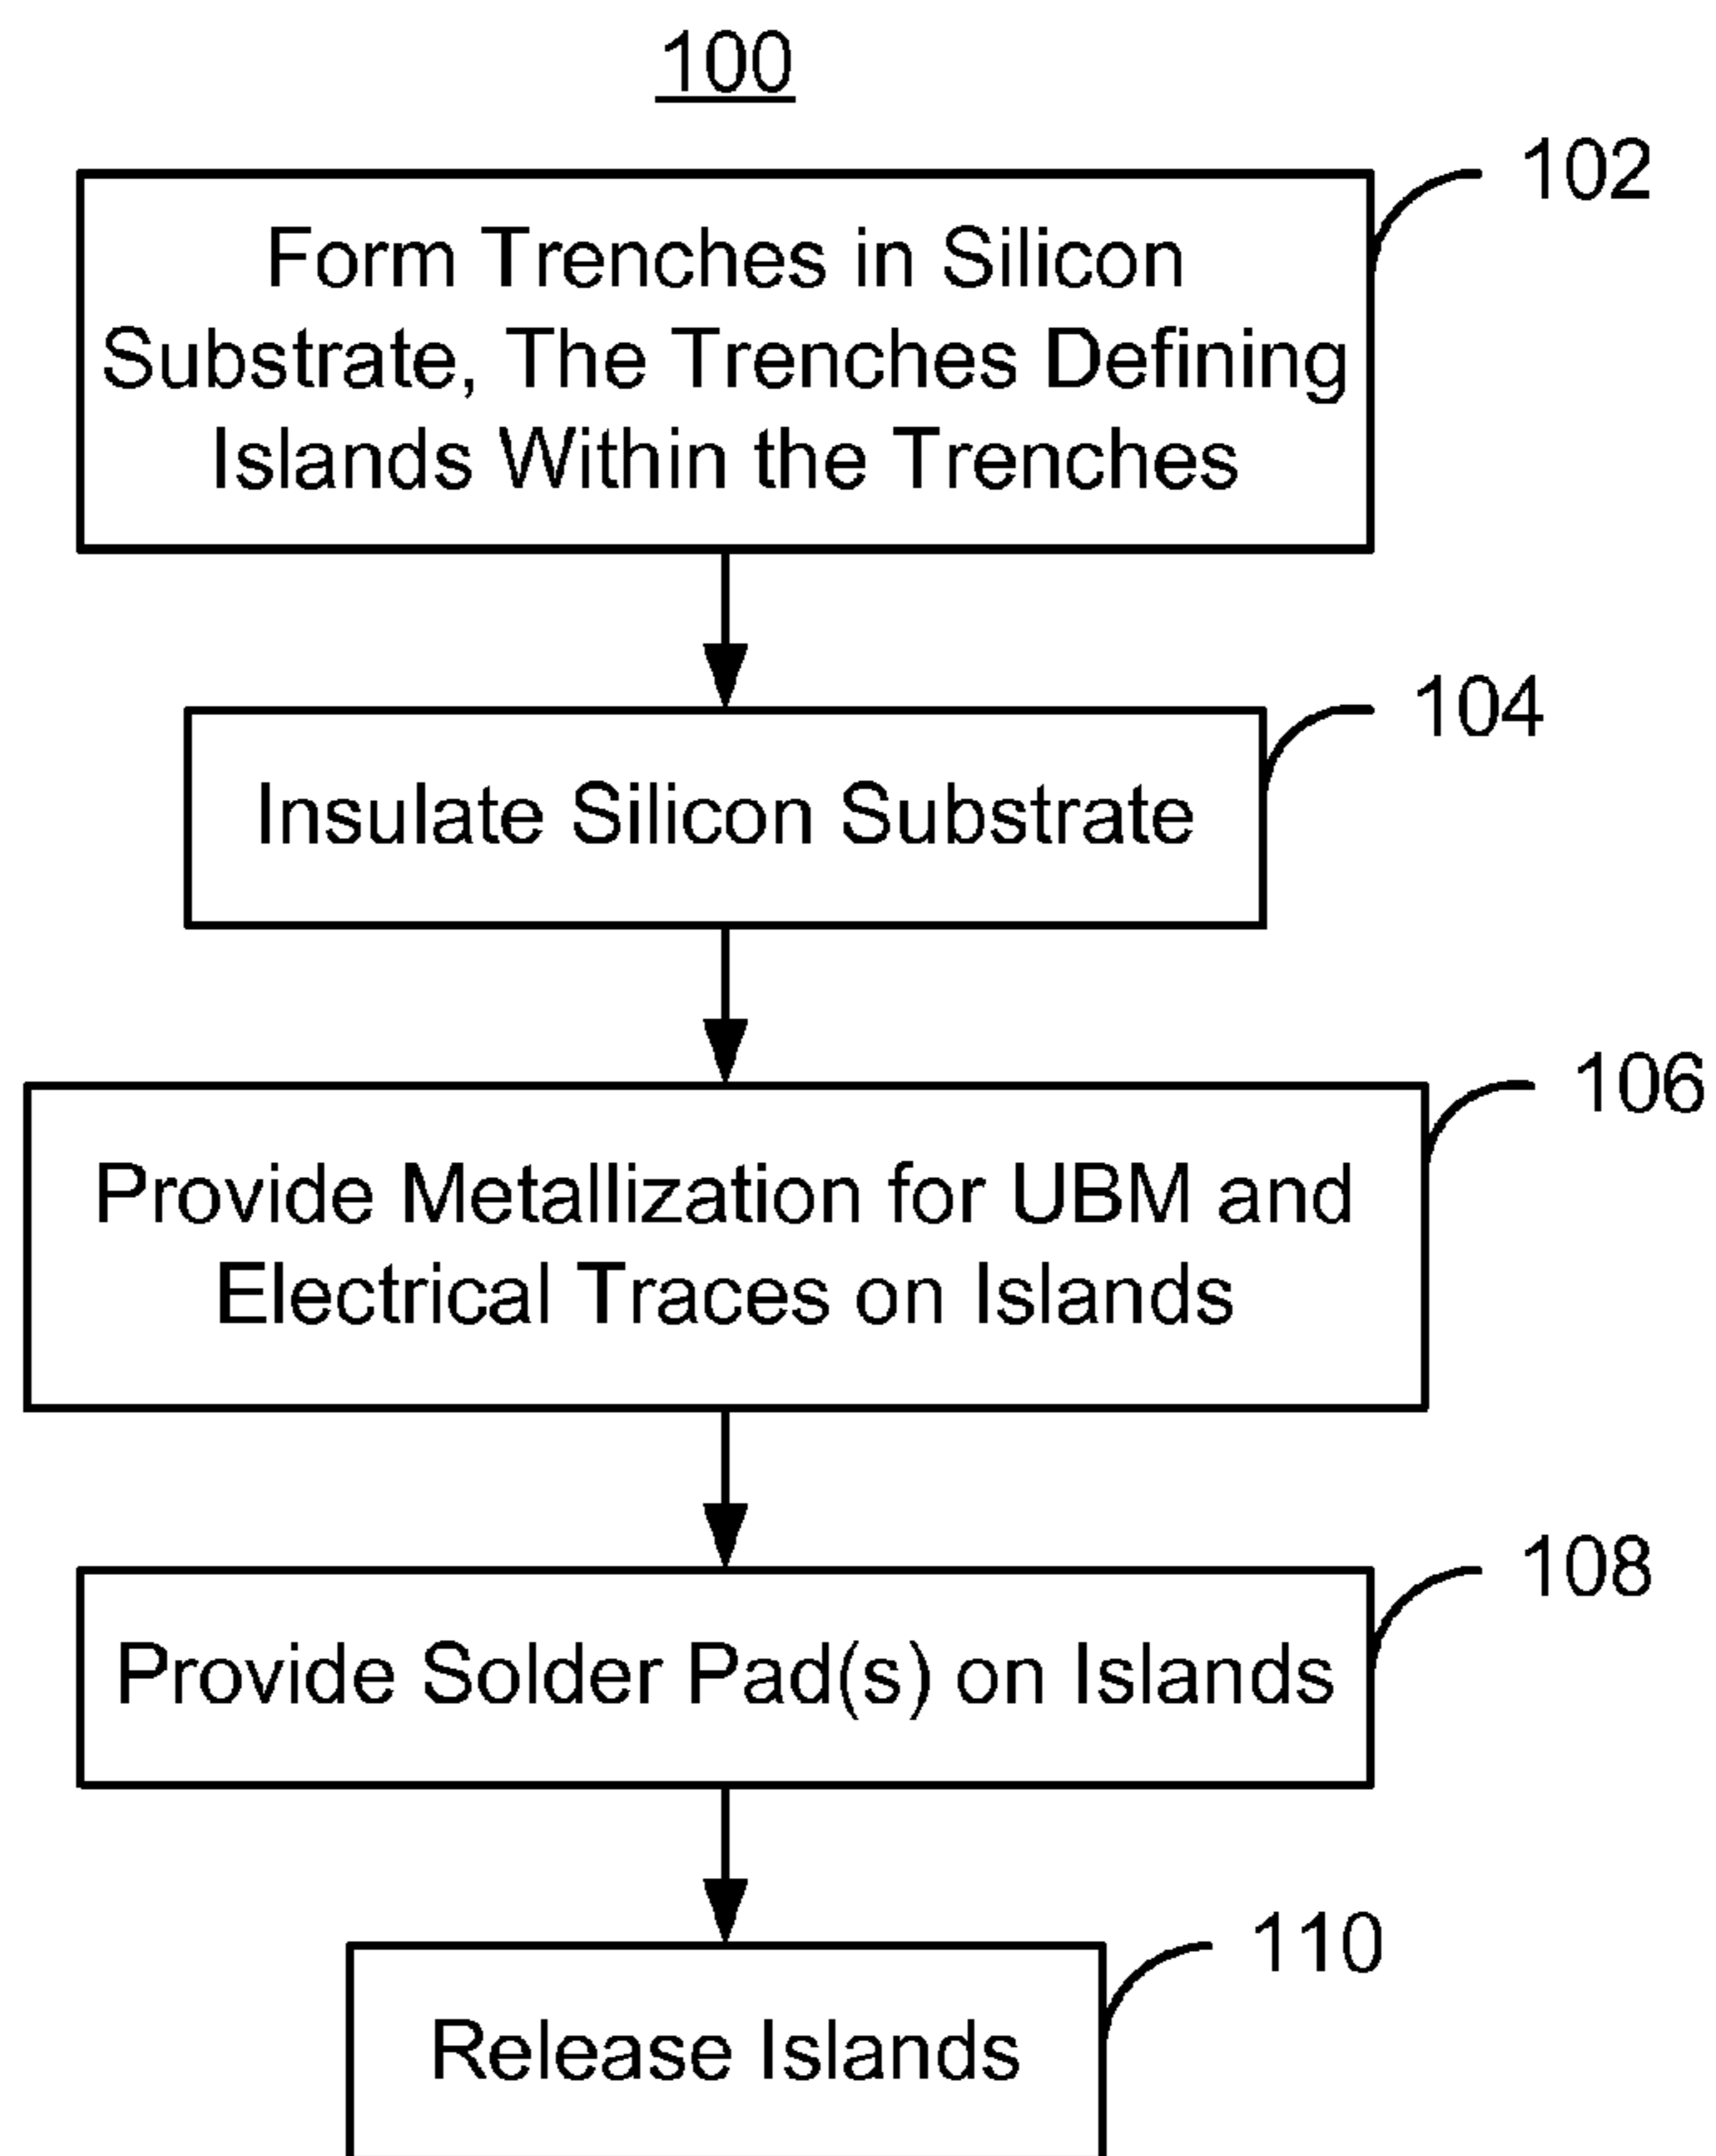 100
102
Form Trenches in Silicon
Substrate, The Trenches Defining
Islands Within the Trenches
104
Insulate Silicon Substrate
106
Provide Metallization for UBM and
Electrical Traces on Islands
108
Provide Solder Pad(s) on Islands
110
Release Islands